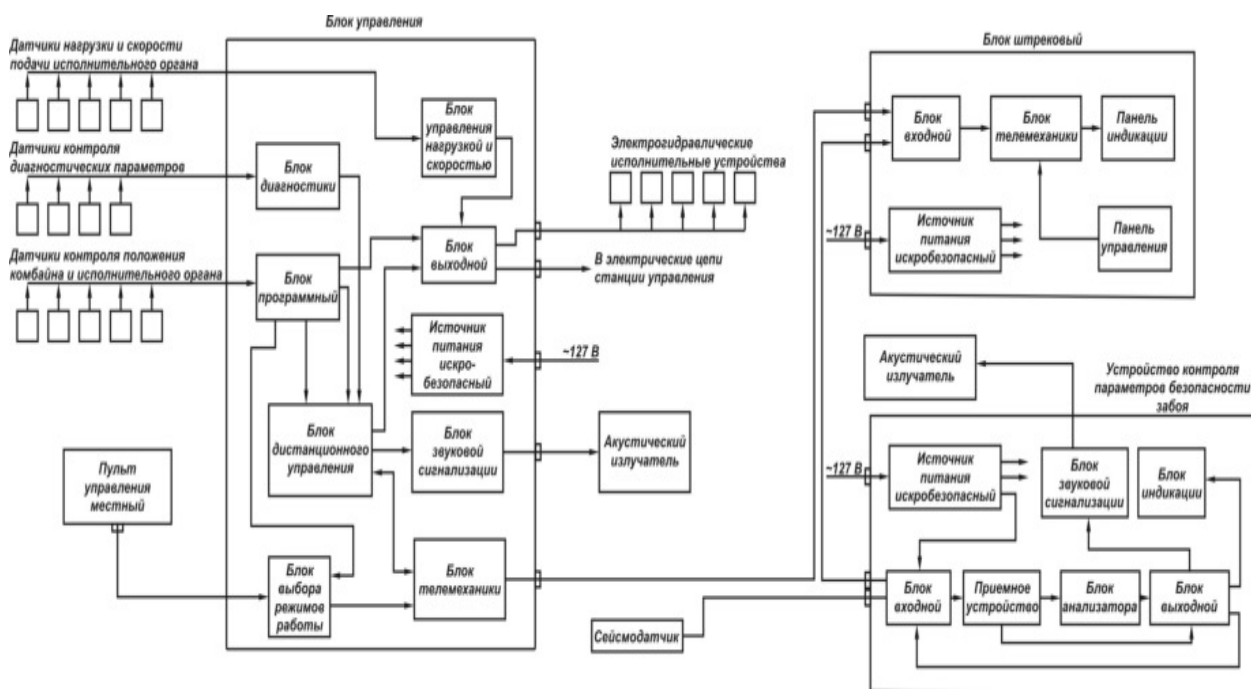 Блок управления
Датчики нагрузки и скорости
подачи исполнительного органа
Датчики контроля
диагностических параметров
Датчики контроля положения
комбайна и исполнительного органа
Блок
управления
нагрузкой и
скоростью
Блок
диагностики
Блок
программный
Блок
выходной
Источник
питания
искро-
безопасный
~127 В
Блок
дистанционного
управления
Блок
звуковой
сигнализации
Блок
выбора
режимов
работы
Блок
телемеханики
Пульт
управления
местный
Электрогидравлические
исполнительные устройства
В электрические цепи
станции управления
Акустический
излучатель
Сейсмодатчик
Блок штрековый
Блок
входной
Блок
телемеханики
Панель
индикации
~127 В
Источник
питания
искробезопасный
Панель
управления
Акустический
излучатель
Устройство контроля
параметров безопасности
забоя
~127 В
Источник
питания
искробезопасный
Блок
звуковой
сигнализации
Блок
индикации
Блок
входной
Приемное
устройство
Блок
анализатора
Блок
выходной